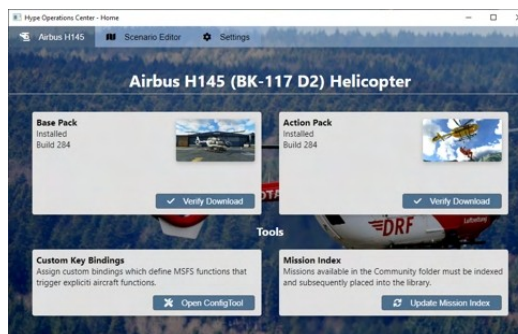 Hype Operations Center - Home
Airbus H145 Scenario Editor Settings
Airbus H145 (BK-117 D2) Helicopter
Base Pack
Installed
Build 284
Verify Download
Action Pack
Installed
Build 284
Verify Download
DRF
Luftrettung
Tools
Custom Key Bindings
Assign custom bindings which define MSFS functions that
trigger expliciti aircraft functions.
Open ConfigTool
Mission Index
Missions available in the Community folder must be indexed
and subsequently placed into the library.
Update Mission Index